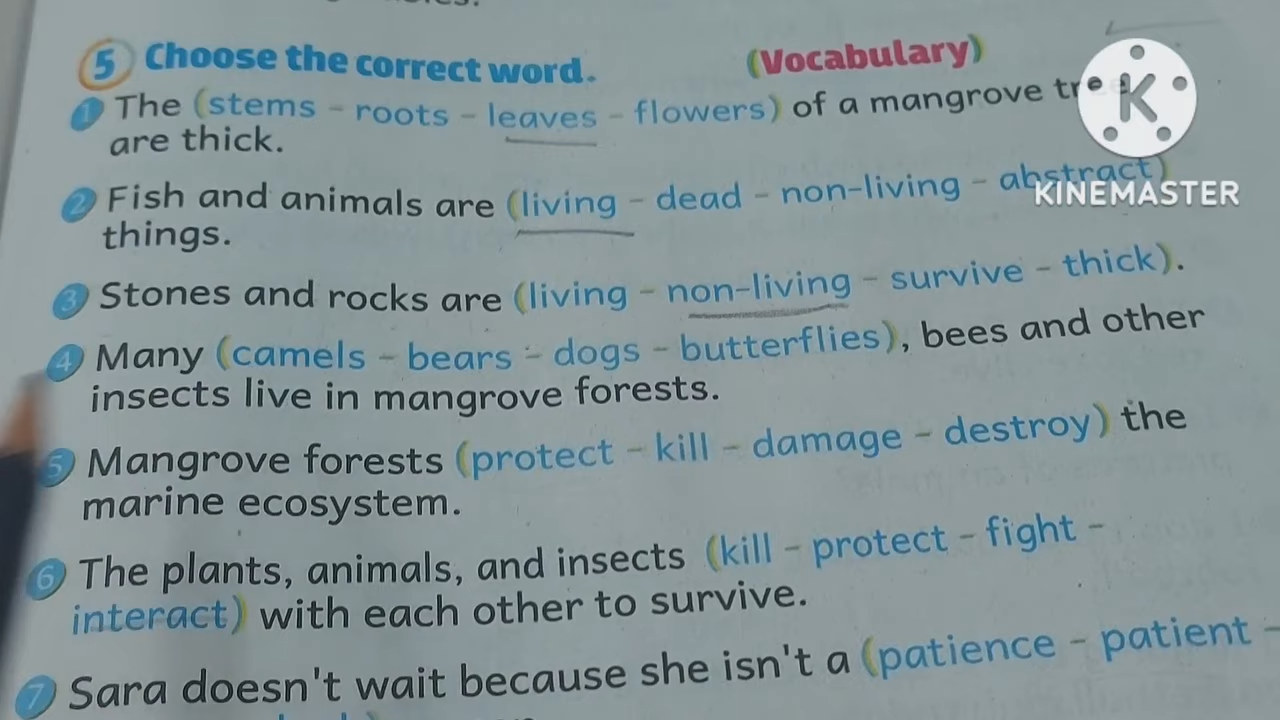 5 Choose the correct word. (Vocabulary)
1 The (stems - roots - leaves - flowers) of a mangrove
are thick.
2 Fish and animals are (living - dead - non-living - abstract)
things.
KINEMASTER
3 Stones and rocks are (living - non-living - survive - thick).
4 Many (camels - bears - dogs - butterflies), bees and other
insects live in mangrove forests.
5 Mangrove forests (protect - kill - damage - destroy) the
marine ecosystem.
6 The plants, animals, and insects (kill - protect - fight -
interact) with each other to survive.
7 Sara doesn't wait because she isn't a (patience - patient -